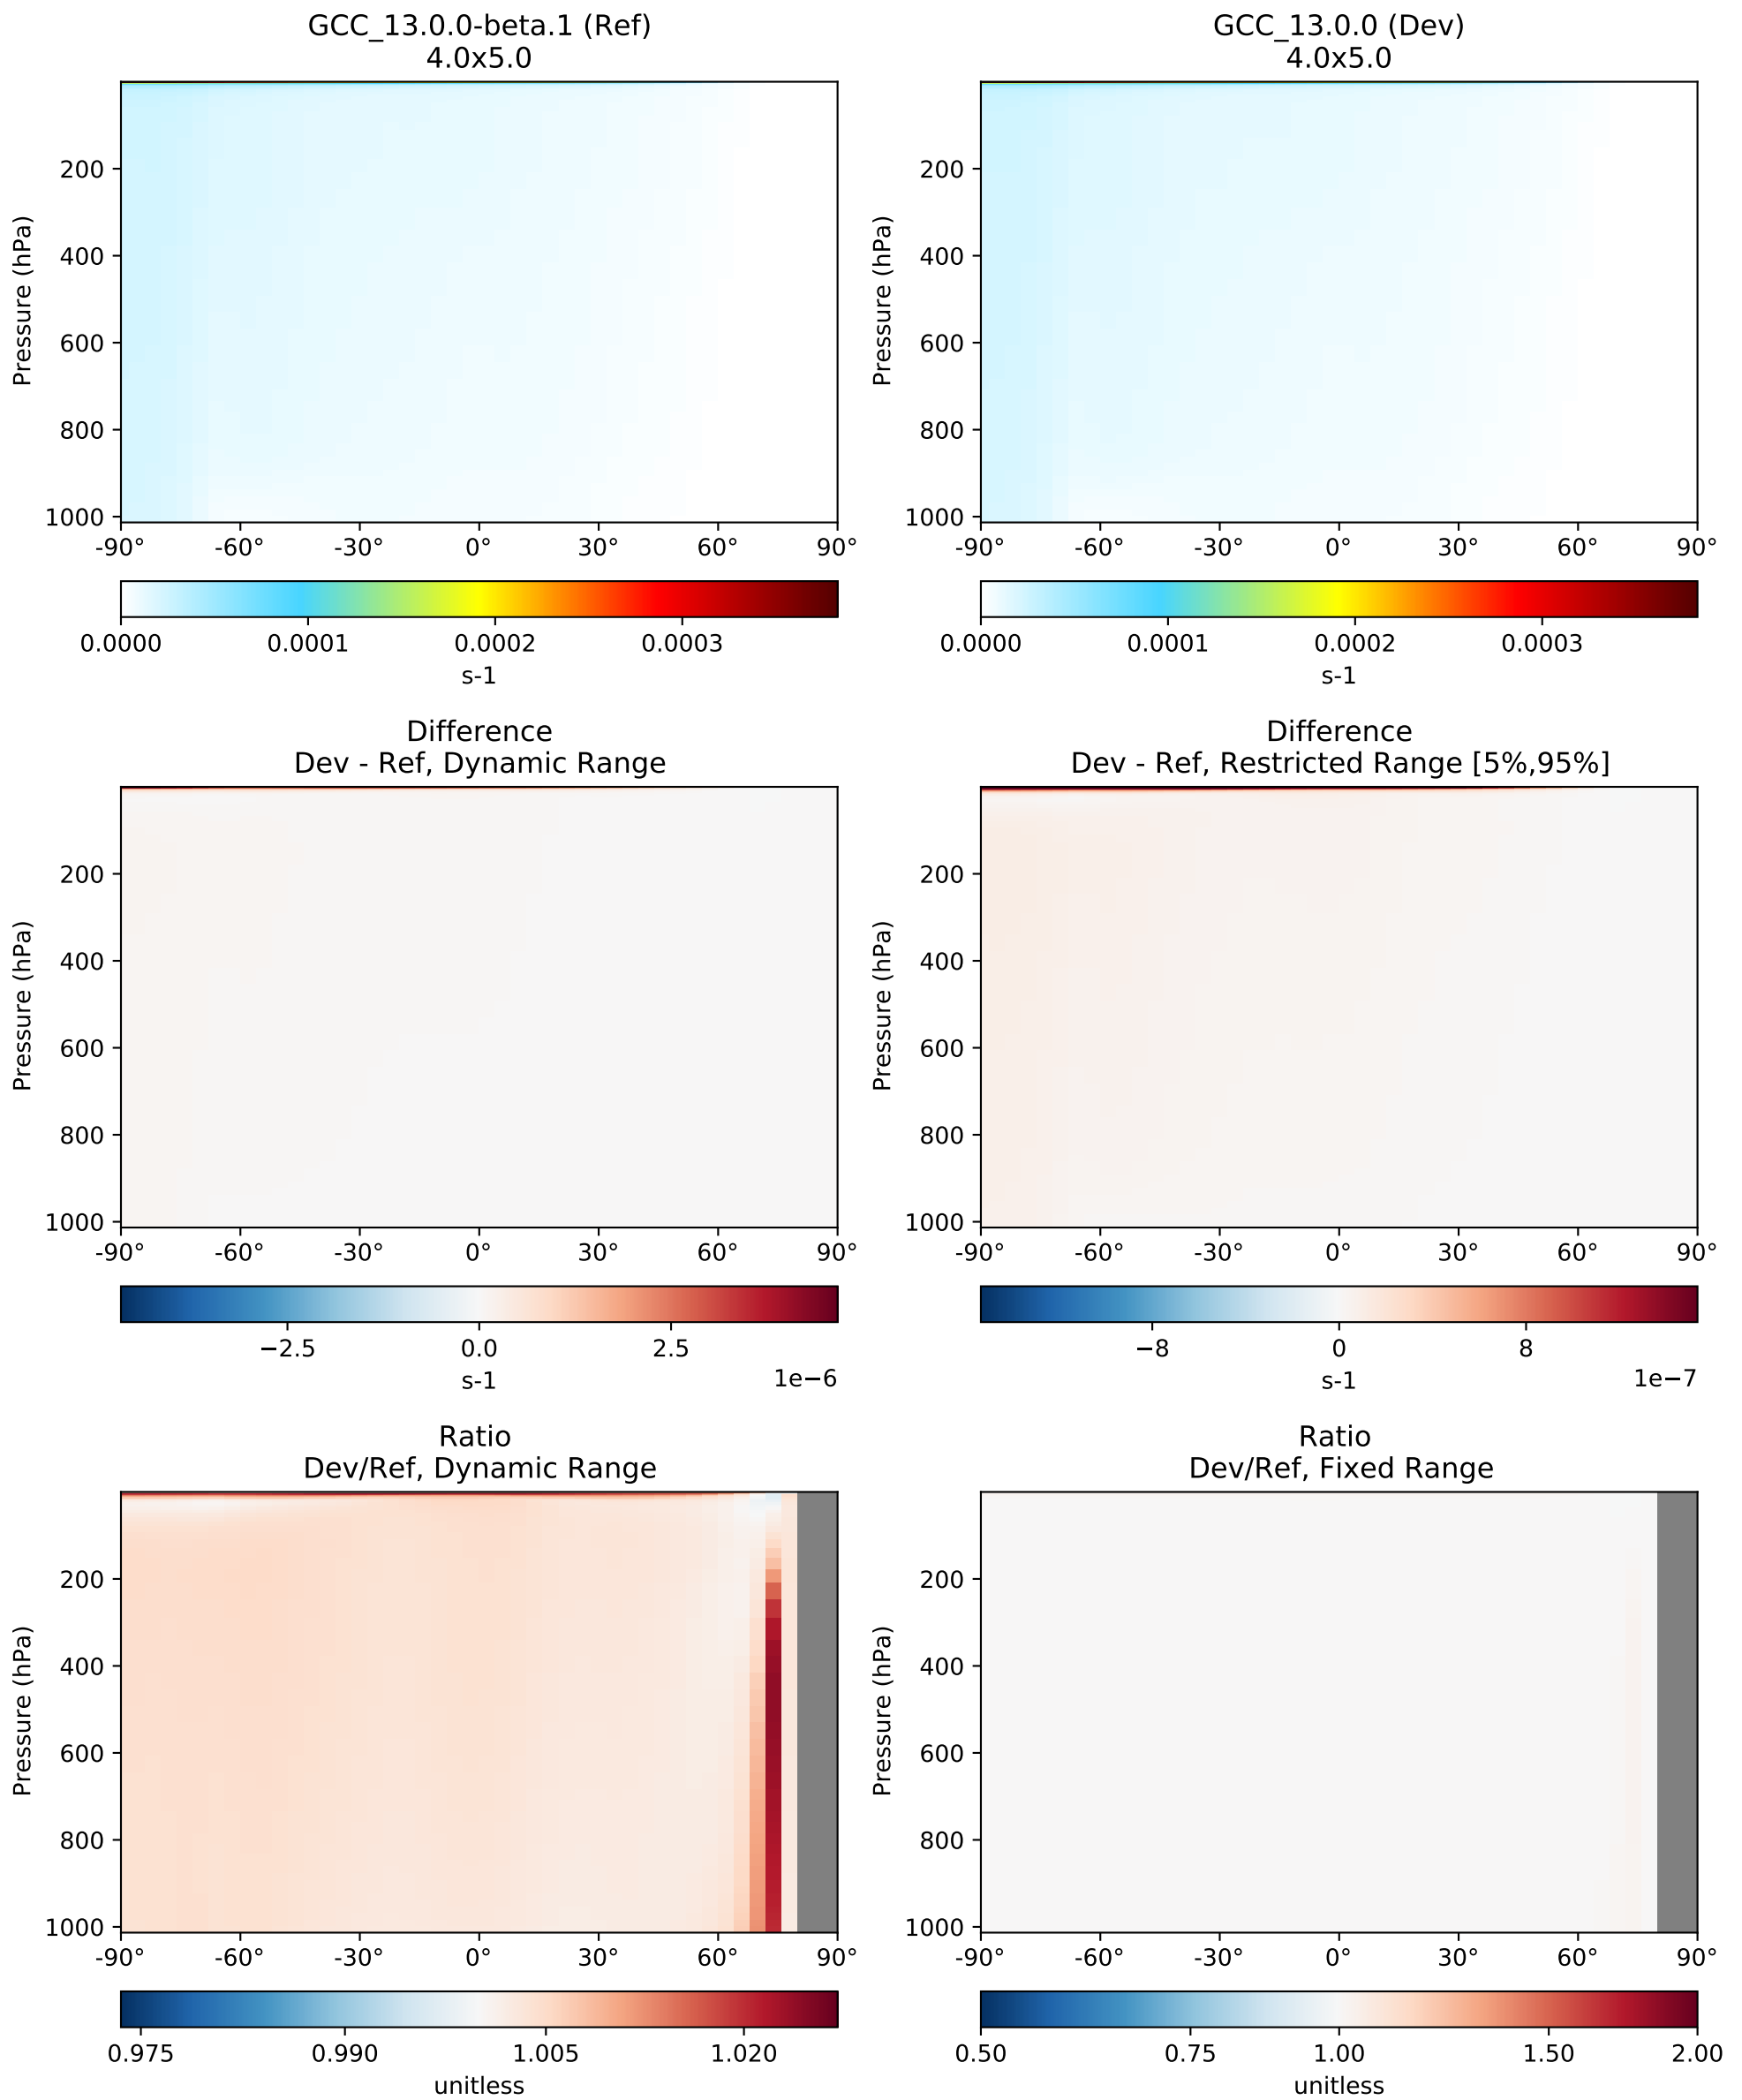 GCC_13.0.0-beta.1 (Ref)
4.0x5.0
Pressure (hPa)
200
400
600
800
1000
-90° -60° -30° 0° 30° 60° 90°
0.0000 0.0001 0.0002 0.0003
s-1
GCC_13.0.0 (Dev)
4.0x5.0
Pressure (hPa)
200
400
600
800
1000
-90° -60° -30° 0° 30° 60° 90°
0.0000 0.0001 0.0002 0.0003
s-1
Difference
Dev - Ref, Dynamic Range
Pressure (hPa)
200
400
600
800
1000
-90° -60° -30° 0° 30° 60° 90°
−2.5 0.0 2.5
s-1 1e−6
Difference
Dev - Ref, Restricted Range [5%,95%]
Pressure (hPa)
200
400
600
800
1000
-90° -60° -30° 0° 30° 60° 90°
−8 0 8
s-1 1e−7
Ratio
Dev/Ref, Dynamic Range
Pressure (hPa)
200
400
600
800
1000
-90° -60° -30° 0° 30° 60° 90°
0.975 0.990 1.005 1.020
unitless
Ratio
Dev/Ref, Fixed Range
Pressure (hPa)
200
400
600
800
1000
-90° -60° -30° 0° 30° 60° 90°
0.50 0.75 1.00 1.50 2.00
unitless